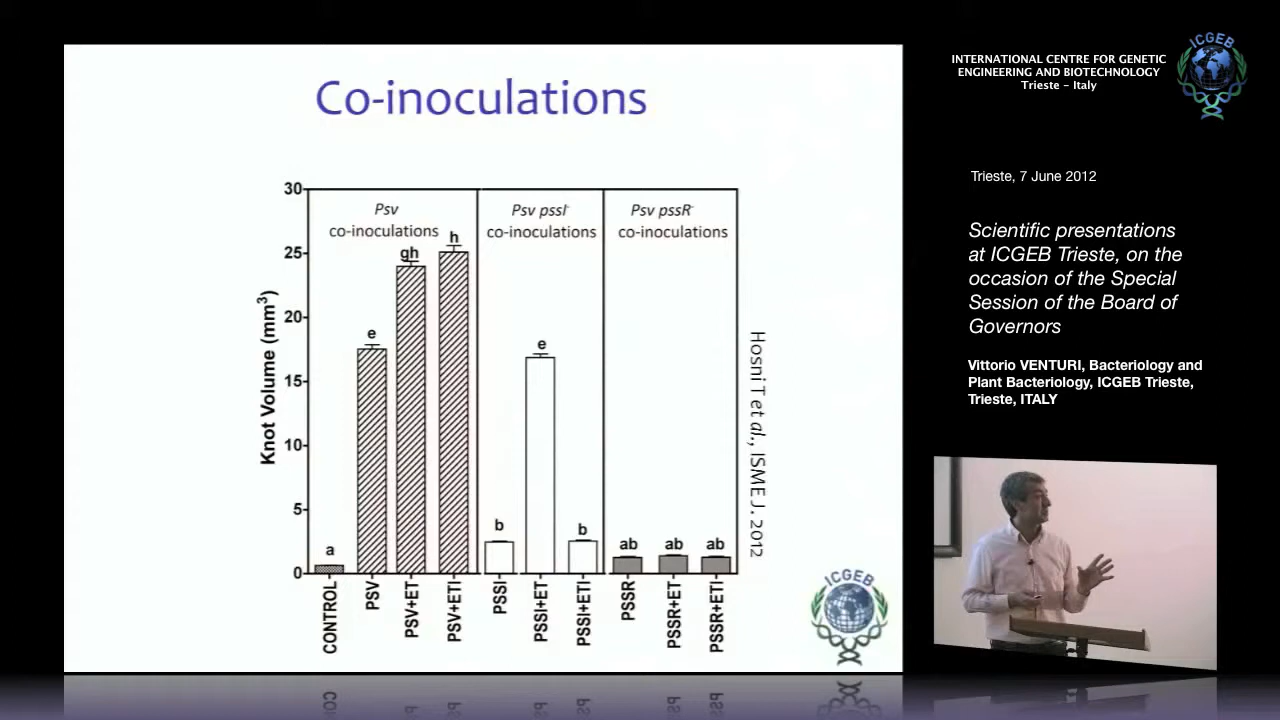 Co-inoculations
30
25
20
15
10
5
0
Knot Volume (mm³)
Psv
co-inoculations
Psv pssI⁻
co-inoculations
Psv pssR⁻
co-inoculations
a
e
gh
h
b
e
b
ab
ab
ab
CONTROL
PSV
PSV+ET
PSV+ETI
PSSI
PSSI+ET
PSSI+ETI
PSSR
PSSR+ET
PSSR+ETI
Hosni T et al., ISME J. 2012
ICGEB
INTERNATIONAL CENTRE FOR GENETIC
ENGINEERING AND BIOTECHNOLOGY
Trieste - Italy
ICGEB
Trieste, 7 June 2012
Scientific presentations
at ICGEB Trieste, on the
occasion of the Special
Session of the Board of
Governors
Vittorio VENTURI, Bacteriology and
Plant Bacteriology, ICGEB Trieste,
Trieste, ITALY